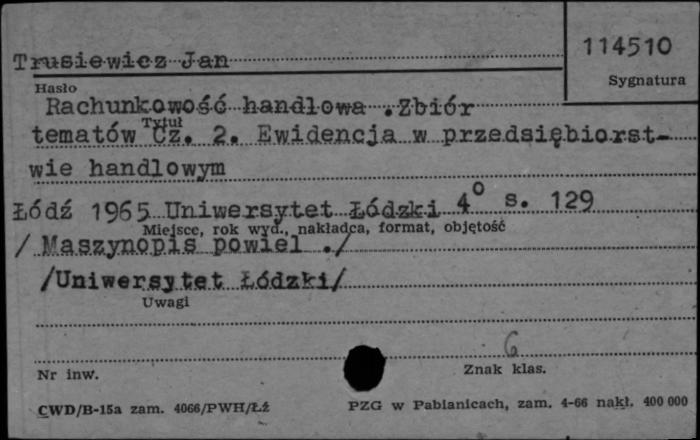 114510
Trusiewicz Jan
Sygnatura
Hasło
Rachunkowość handlowa .Zbiór
Tytuł
tematów Cz. 2. Ewidencja w przedsiębiorst-
wie handlowym
Łódź 1965 Uniwersytet Łódzki 4° s. 129
Miejsce, rok wyd., nakładca, format, objętość
/ Maszynopis powiel ./
/Uniwersytet Łódzki/
Uwagi
6
Nr inw.
Znak klas.
CWD/B-15a zam. 4066/PWH/Łź
PZG w Pabianicach, zam. 4-66 nakł. 400 000